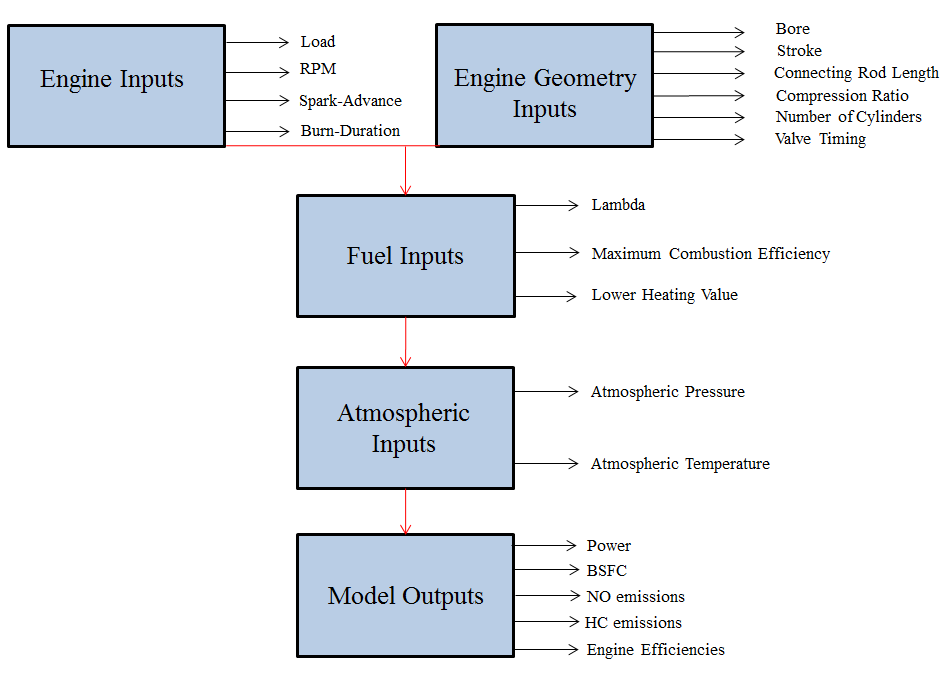 Engine Inputs
Load
RPM
Spark-Advance
Burn-Duration
Engine Geometry
Inputs
Bore
Stroke
Connecting Rod Length
Compression Ratio
Number of Cylinders
Valve Timing
Fuel Inputs
Lambda
Maximum Combustion Efficiency
Lower Heating Value
Atmospheric
Inputs
Atmospheric Pressure
Atmospheric Temperature
Model Outputs
Power
BSFC
NO emissions
HC emissions
Engine Efficiencies